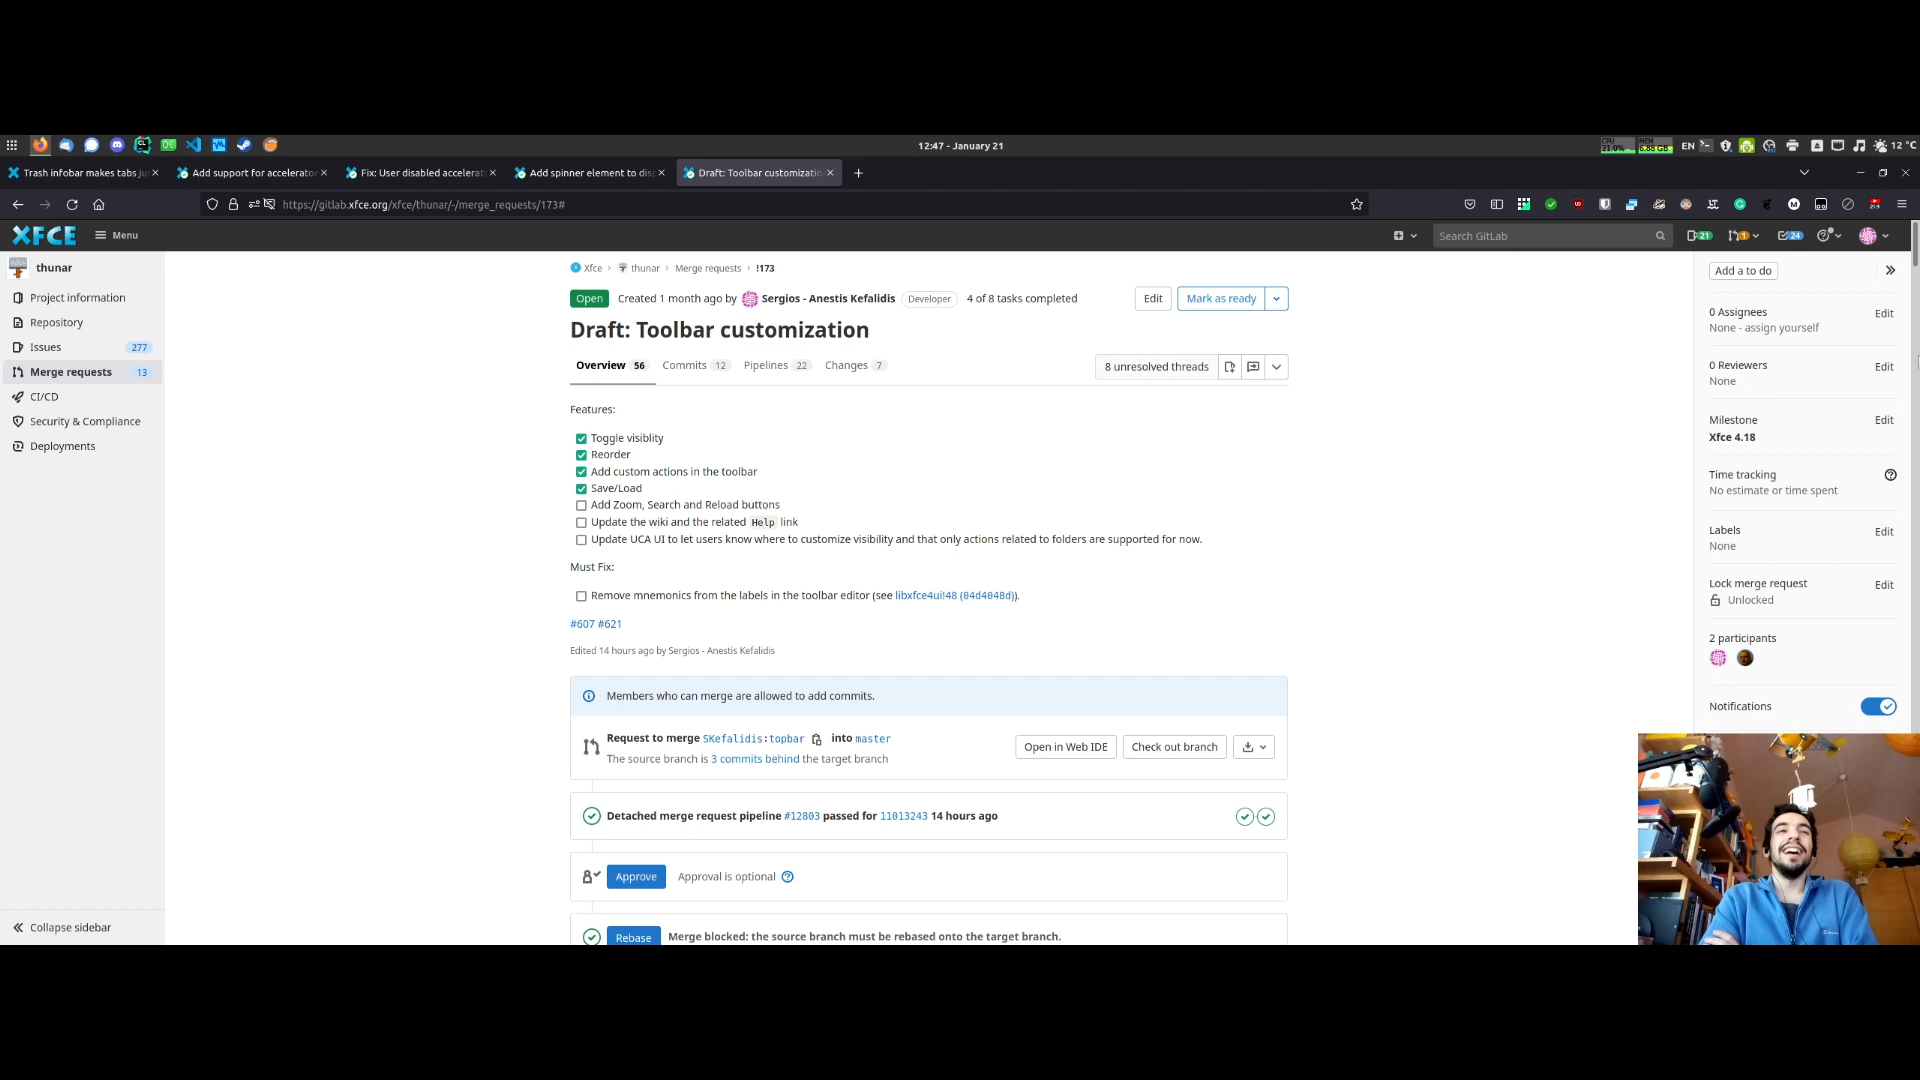 12:47 - January 21
EN
12 °C
Trash infobar makes tabs ju
Add support for accelerator
Fix: User disabled accelerat
Add spinner element to disp
Draft: Toolbar customizatio
https://gitlab.xfce.org/xfce/thunar/-/merge_requests/173#
XFCE
Menu
Search GitLab
21
1
24
thunar
Project information
Repository
Issues 277
Merge requests 13
CI/CD
Security & Compliance
Deployments
Collapse sidebar
Xfce › thunar › Merge requests › !173
Open Created 1 month ago by Sergios - Anestis Kefalidis Developer 4 of 8 tasks completed
Edit Mark as ready
Draft: Toolbar customization
Overview 56 Commits 12 Pipelines 22 Changes 7
8 unresolved threads
Features:
Toggle visiblity
Reorder
Add custom actions in the toolbar
Save/Load
Add Zoom, Search and Reload buttons
Update the wiki and the related Help link
Update UCA UI to let users know where to customize visibility and that only actions related to folders are supported for now.
Must Fix:
Remove mnemonics from the labels in the toolbar editor (see libxfce4ui!48 (04d4048d)).
#607 #621
Edited 14 hours ago by Sergios - Anestis Kefalidis
Members who can merge are allowed to add commits.
Request to merge SKefalidis:topbar into master
The source branch is 3 commits behind the target branch
Open in Web IDE Check out branch
Detached merge request pipeline #12803 passed for 11013243 14 hours ago
Approve Approval is optional
Rebase Merge blocked: the source branch must be rebased onto the target branch.
Add a to do
0 Assignees Edit
None - assign yourself
0 Reviewers Edit
None
Milestone Edit
Xfce 4.18
Time tracking
No estimate or time spent
Labels Edit
None
Lock merge request Edit
Unlocked
2 participants
Notifications